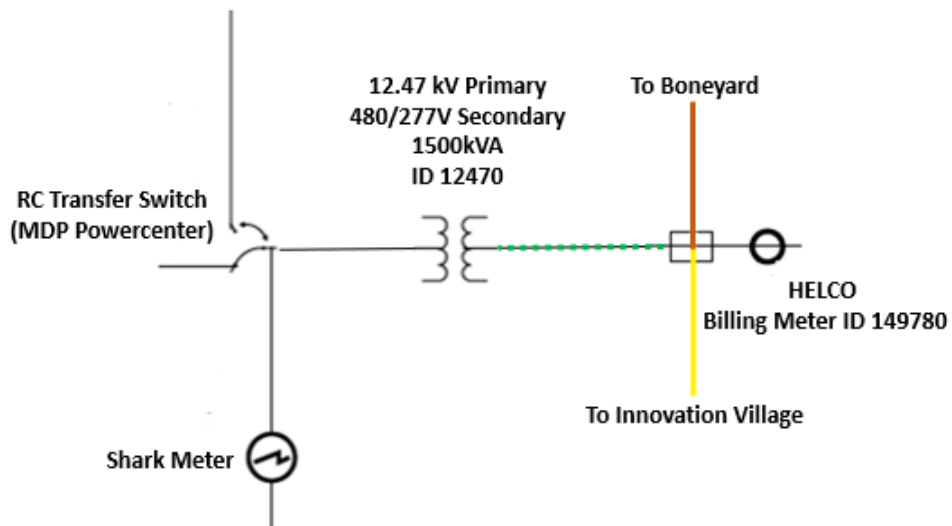 12.47 kV Primary
480/277V Secondary
1500kVA
ID 12470
To Boneyard
RC Transfer Switch
(MDP Powercenter)
HELCO
Billing Meter ID 149780
To Innovation Village
Shark Meter